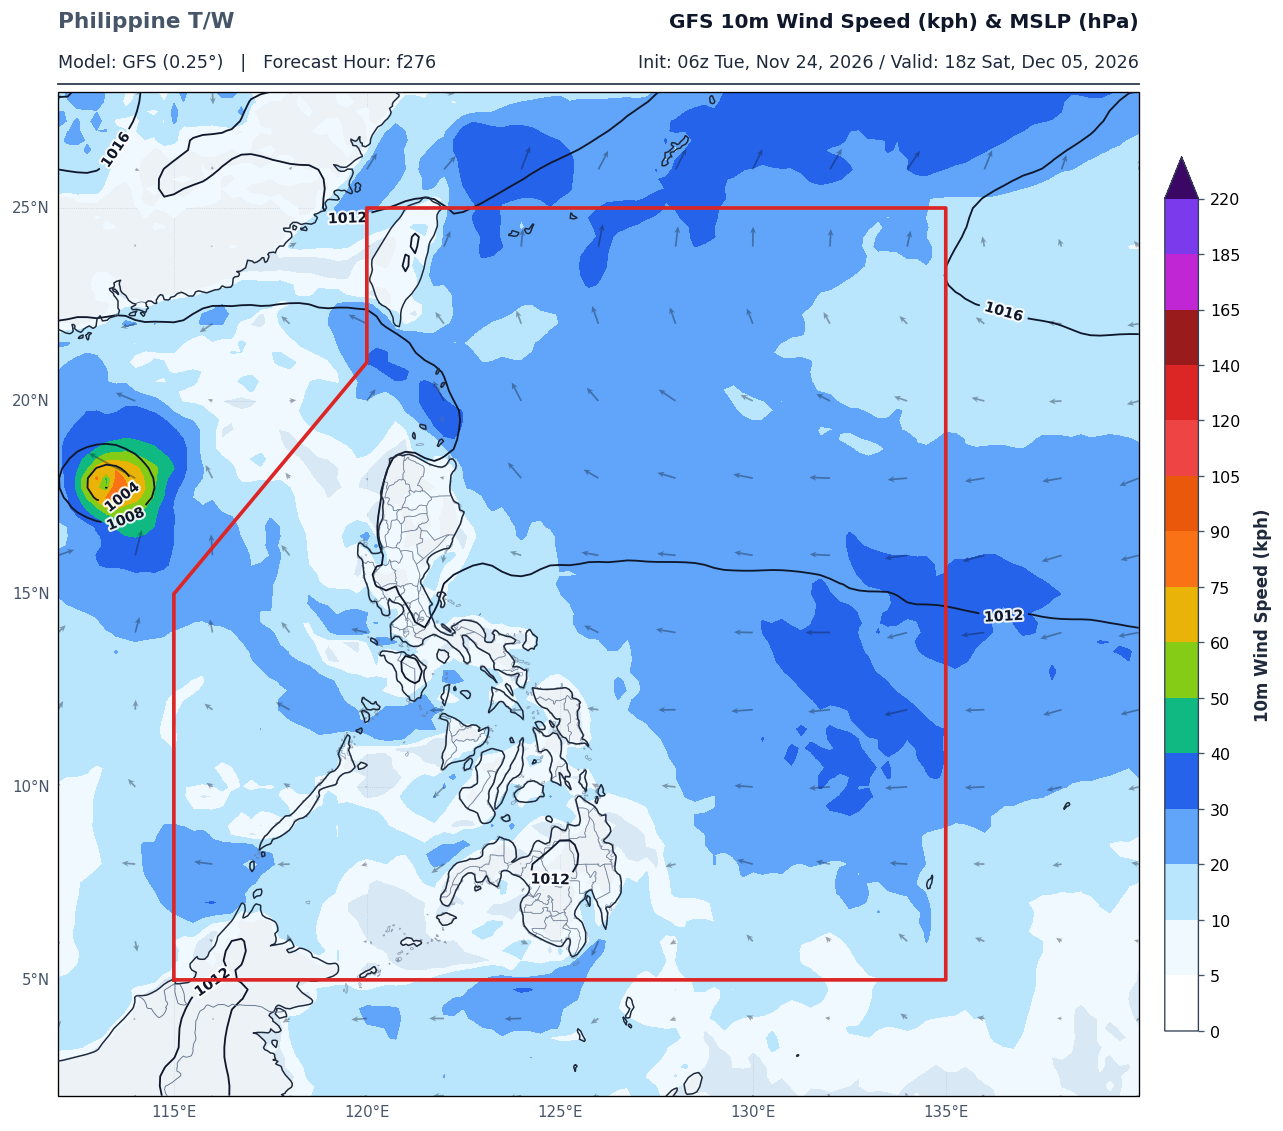 Philippine T/W
GFS 10m Wind Speed (kph) & MSLP (hPa)
Model: GFS (0.25°) | Forecast Hour: f276
Init: 06z Tue, Nov 24, 2026 / Valid: 18z Sat, Dec 05, 2026
1016
1012
1016
1004
1008
1012
1012
1012
25°N
20°N
15°N
10°N
5°N
115°E
120°E
125°E
130°E
135°E
220
185
165
140
120
105
90
75
60
50
40
30
20
10
5
0
10m Wind Speed (kph)